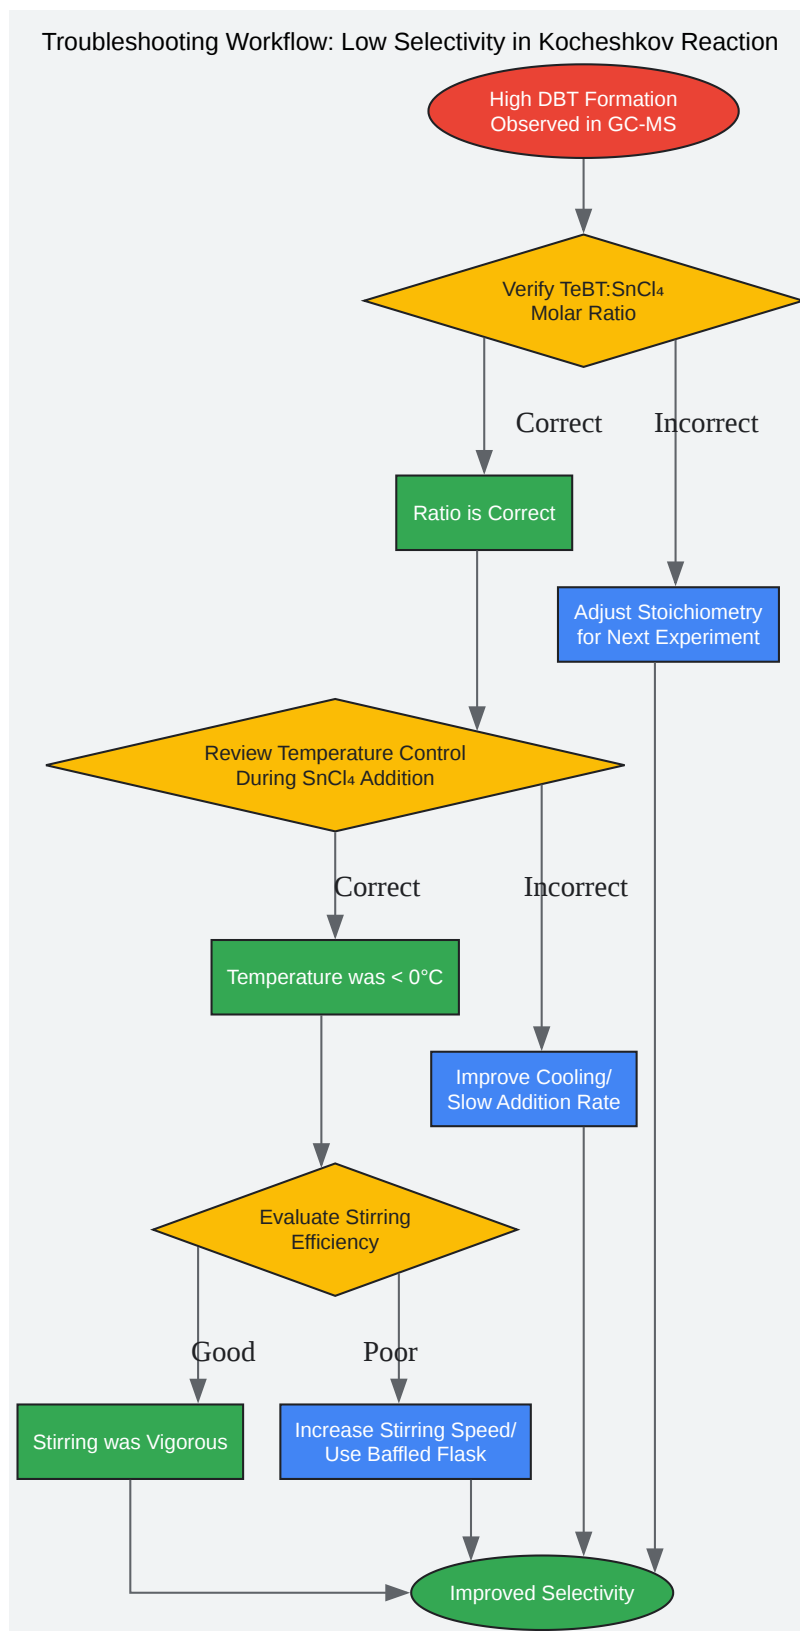 Troubleshooting Workflow: Low Selectivity in Kocheshkov Reaction
High DBT Formation
Observed in GC-MS
Verify TeBT:SnCl₄
Molar Ratio
Correct
Incorrect
Ratio is Correct
Adjust Stoichiometry
for Next Experiment
Review Temperature Control
During SnCl₄ Addition
Correct
Incorrect
Temperature was < 0°C
Improve Cooling/
Slow Addition Rate
Evaluate Stirring
Efficiency
Good
Poor
Stirring was Vigorous
Increase Stirring Speed/
Use Baffled Flask
Improved Selectivity